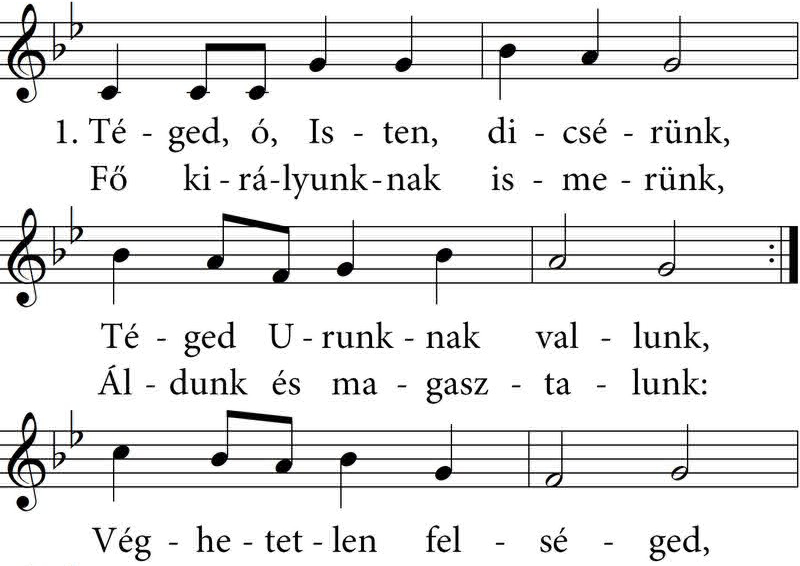 1. Té - ged, ó, Is - ten, di - csé - rünk,
Fő ki - rá - lyunk - nak is - me - rünk,
Té - ged U - runk - nak val - lunk,
Ál - dunk és ma - gasz - ta - lunk:
Vég - he - tet - len fel - sé - ged,